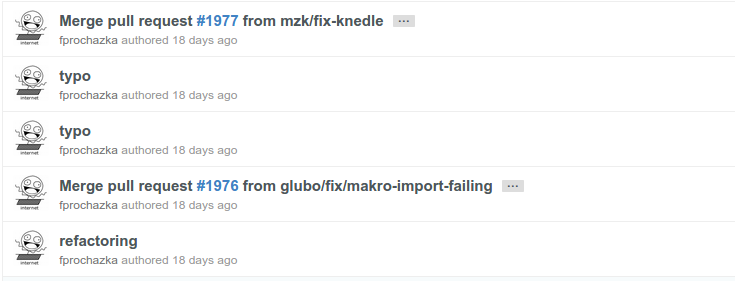 Merge pull request #1977 from mzk/fix-knedle ...
fprochazka authored 18 days ago
internet
typo
fprochazka authored 18 days ago
internet
typo
fprochazka authored 18 days ago
internet
Merge pull request #1976 from glubo/fix/makro-import-failing ...
fprochazka authored 18 days ago
internet
refactoring
fprochazka authored 18 days ago
internet